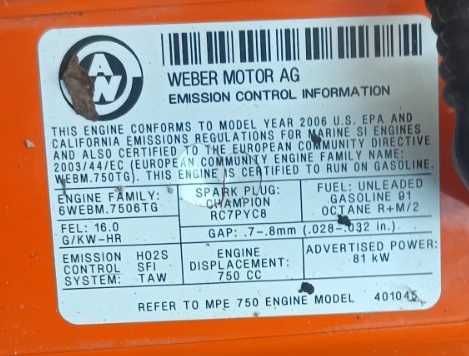 WEBER MOTOR AG
EMISSION CONTROL INFORMATION
THIS ENGINE CONFORMS TO MODEL YEAR 2006 U.S. EPA AND
CALIFORNIA EMISSIONS REGULATIONS FOR MARINE SI ENGINES
AND ALSO CERTIFIED TO THE EUROPEAN COMMUNITY DIRECTIVE
2003/44/EC (EUROPEAN COMMUNITY ENGINE FAMILY NAME:
WEBM.750TG). THIS ENGINE IS CERTIFIED TO RUN ON GASOLINE.
ENGINE FAMILY:
6WEBM.7506TG
SPARK PLUG:
CHAMPION
RC7PYC8
FUEL: UNLEADED
GASOLINE 91
OCTANE R+M/2
FEL: 16.0
G/KW-HR
GAP: .7-.8mm (.028-.032 in.)
EMISSION HO2S
CONTROL SFI
SYSTEM: TAW
ENGINE
DISPLACEMENT:
750 CC
ADVERTISED POWER:
81 kW
REFER TO MPE 750 ENGINE MODEL 401045